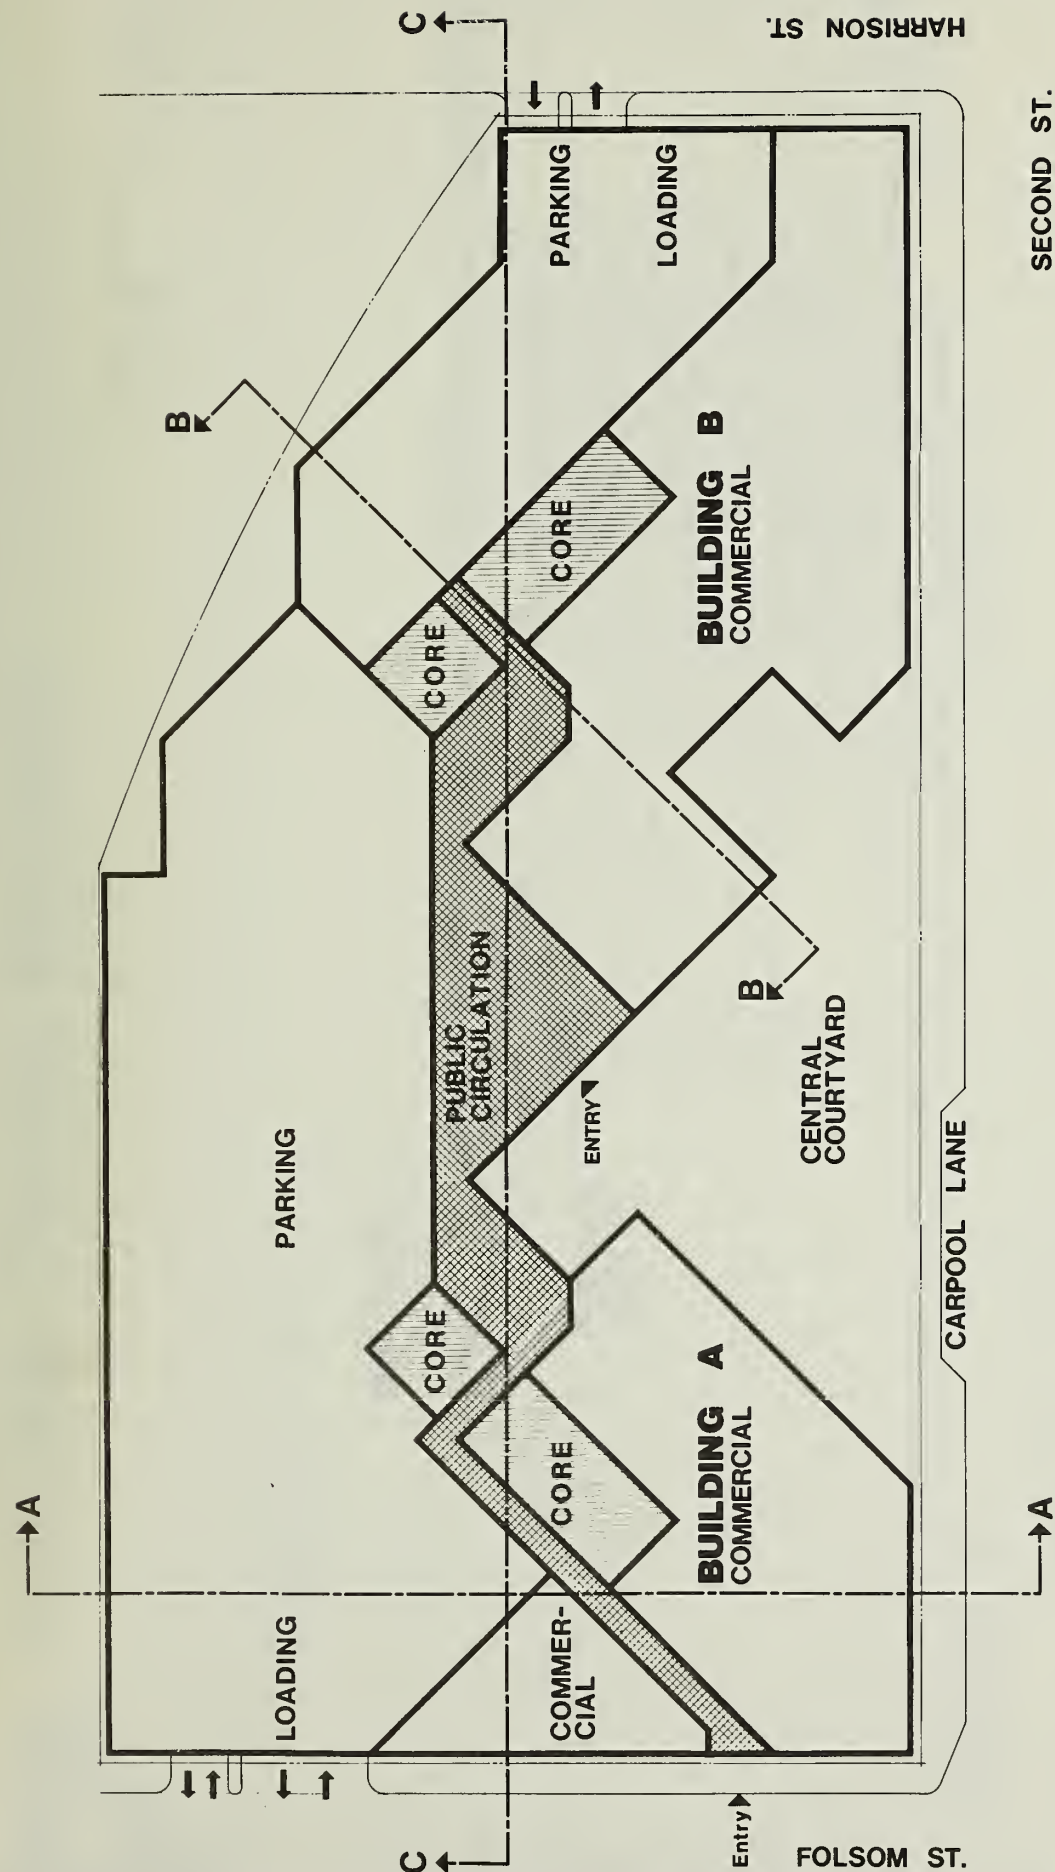 HARRISON ST.
SECOND ST.
C
PARKING
LOADING
B
CORE
BUILDING B
COMMERCIAL
CORE
PUBLIC
CIRCULATION
B
ENTRY
CENTRAL
COURTYARD
PARKING
CARPOOL LANE
CORE
CORE
BUILDING A
COMMERCIAL
A
A
LOADING
COMMER-
CIAL
C
Entry
FOLSOM ST.